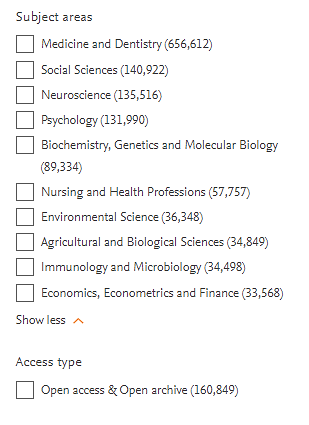 Subject areas
Medicine and Dentistry (656,612)
Social Sciences (140,922)
Neuroscience (135,516)
Psychology (131,990)
Biochemistry, Genetics and Molecular Biology
(89,334)
Nursing and Health Professions (57,757)
Environmental Science (36,348)
Agricultural and Biological Sciences (34,849)
Immunology and Microbiology (34,498)
Economics, Econometrics and Finance (33,568)
Show less
Access type
Open access & Open archive (160,849)